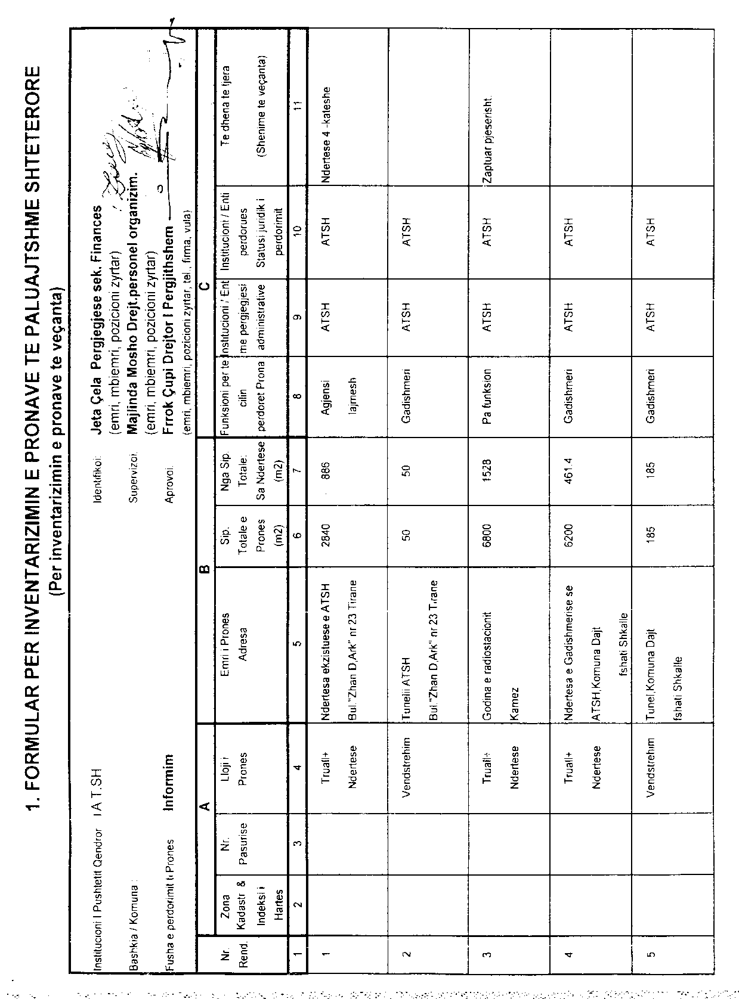 1. FORMULAR PER INVENTARIZIMIN E PRONAVE TE PALUAJTSHME SHTETERORE
(Per inventarizimin e pronave te veçanta)
Institucioni I Pushtetit Qendror : A T.SH Identifikoi: Jeta Çela Pergjegjese sek. Finances
(emri, mbiemri, pozicioni zyrtar)
Bashkia / Komuna : Supervizoi: Majlinda Mosho Drejt.personel organizim.
(emri, mbiemri, pozicioni zyrtar)
Fusha e perdorimit ti Prones Informim Aprovoi: Frrok Çupi Drejtor I Pergjithshem
(emri, mbiemri, pozicioni zyrtar, tel., firma, vula)
A B C
Nr. Zona Nr. Lloji i Emri i Prones Sip. Nga Sip. Funksioni per te Institucioni / Ent Institucioni / Enti Te dhena te tjera
Rend. Kadastr & Pasurise Prones Adresa Totale e Totale: cilin me pergjegjesi perdorues
Indeksi i Prones Sa Ndertese perdoret Prona administrative Statusi juridik i (Shenime te veçanta)
Hartes (m2) (m2) perdorimit
1 2 3 4 5 6 7 8 9 10 11
1 Truall+ Ndertesa ekzistuese e ATSH 2840 886 Agjensi ATSH ATSH Ndertese 4 -kateshe
Ndertese Bul."Zhan D,Ark" nr 23 Tirane lajmesh
2 Vendstrehim Tuneli ATSH 50 50 Gadishmeri ATSH ATSH
Bul."Zhan D,Ark" nr 23 Tirane
3 Truall+ Godina e radiostacionit 6800 1528 Pa funksion ATSH ATSH Zaptuar pjeserisht.
Ndertese Kamez
4 Truall+ Ndertesa e Gadishmerise se 6200 461.4 Gadishmeri ATSH ATSH
Ndertese ATSH,Komuna Dajt
fshati Shkalle
5 Vendstrehim Tunel,Komuna Dajt 185 185 Gadishmeri ATSH ATSH
fshati Shkalle